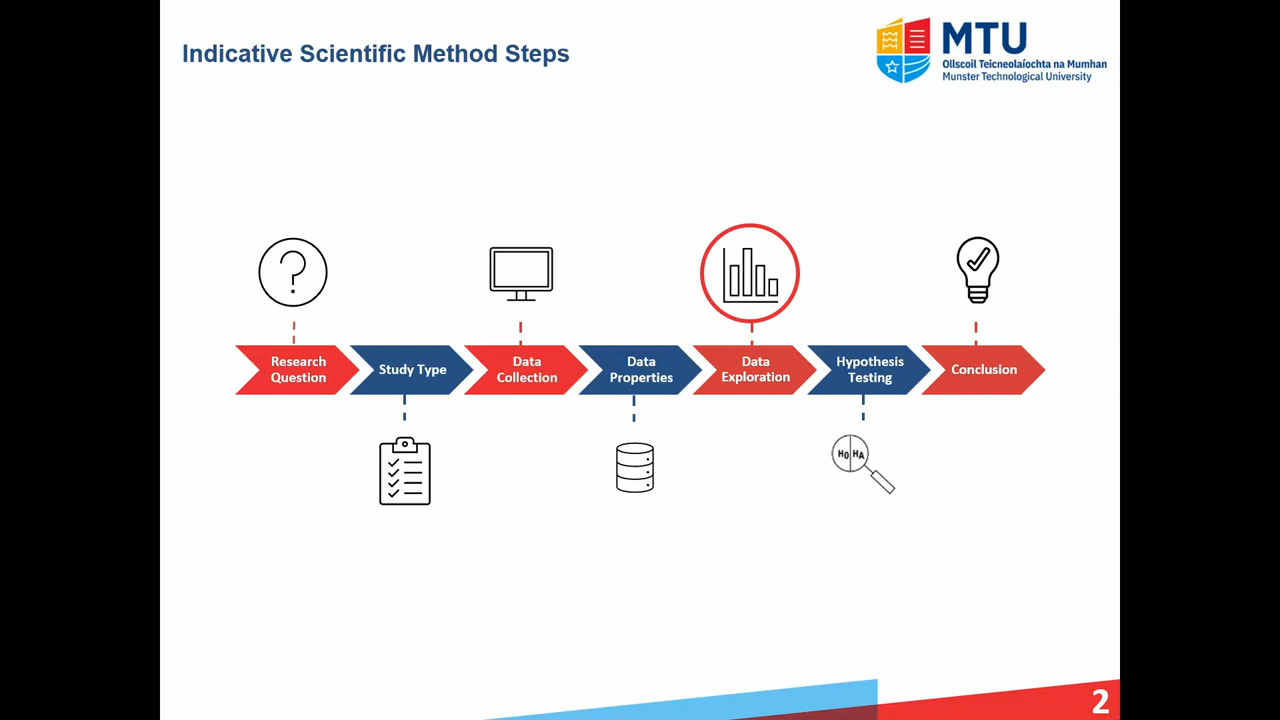 Indicative Scientific Method Steps
MTU
Ollscoil Teicneolaíochta na Mumhan
Munster Technological University
?
Research
Question
Study Type
Data
Collection
Data
Properties
Data
Exploration
Hypothesis
Testing
Conclusion
H0 HA
2